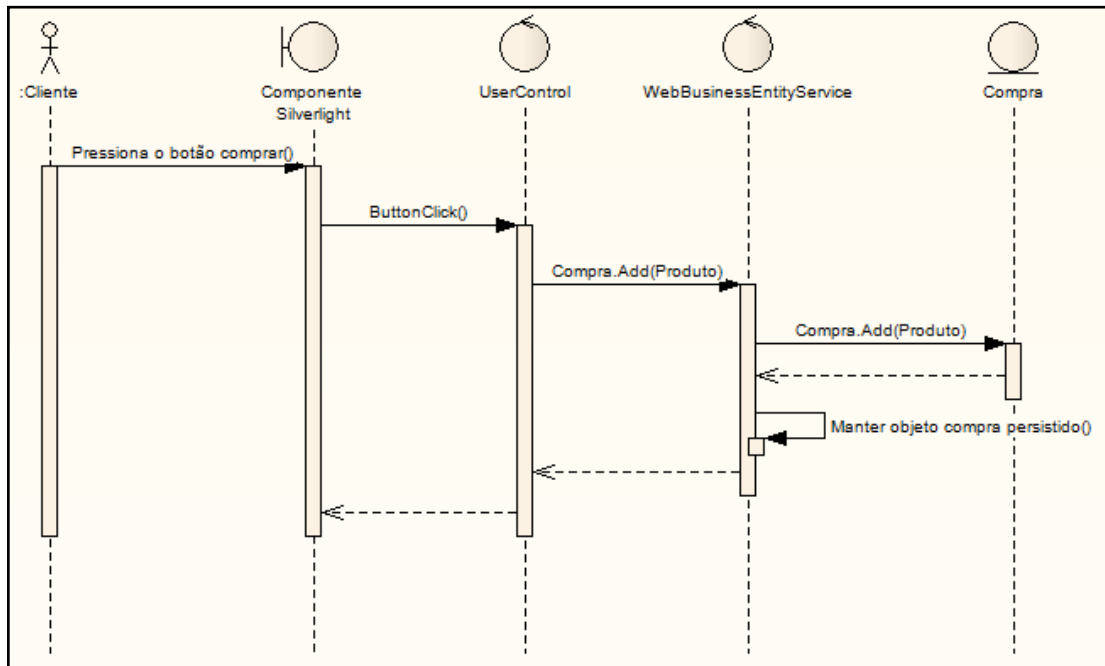 :Cliente
Componente
Silverlight
UserControl
WebBusinessEntityService
Compra
Pressiona o botão comprar()
ButtonClick()
Compra.Add(Produto)
Compra.Add(Produto)
Manter objeto compra persistido()